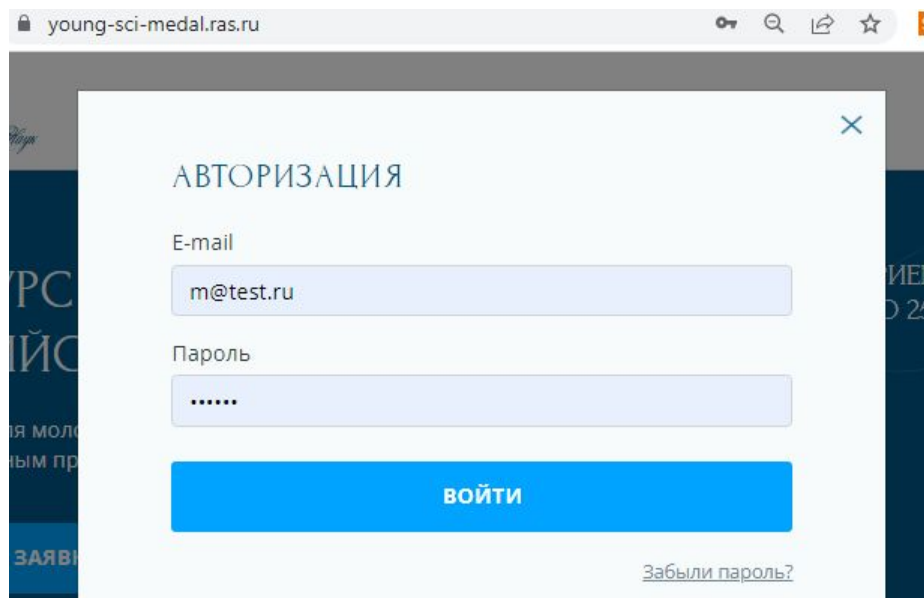 young-sci-medal.ras.ru
АВТОРИЗАЦИЯ
E-mail
m@test.ru
Пароль
••••••
ВОЙТИ
Забыли пароль?